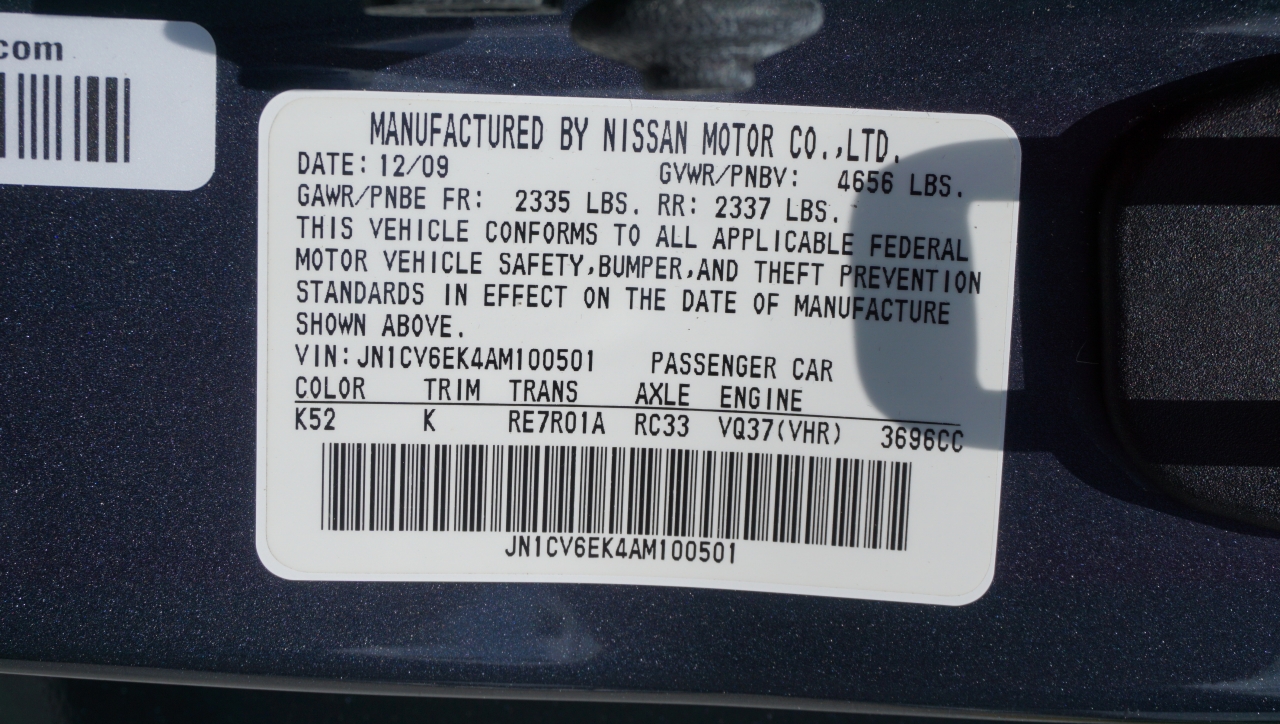 .com
MANUFACTURED BY NISSAN MOTOR CO.,LTD.
DATE: 12/09 GVWR/PNBV: 4656 LBS.
GAWR/PNBE FR: 2335 LBS. RR: 2337 LBS.
THIS VEHICLE CONFORMS TO ALL APPLICABLE FEDERAL
MOTOR VEHICLE SAFETY,BUMPER,AND THEFT PREVENTION
STANDARDS IN EFFECT ON THE DATE OF MANUFACTURE
SHOWN ABOVE.
VIN:JN1CV6EK4AM100501 PASSENGER CAR
COLOR TRIM TRANS AXLE ENGINE
K52 K RE7R01A RC33 VQ37(VHR) 3696CC
JN1CV6EK4AM100501